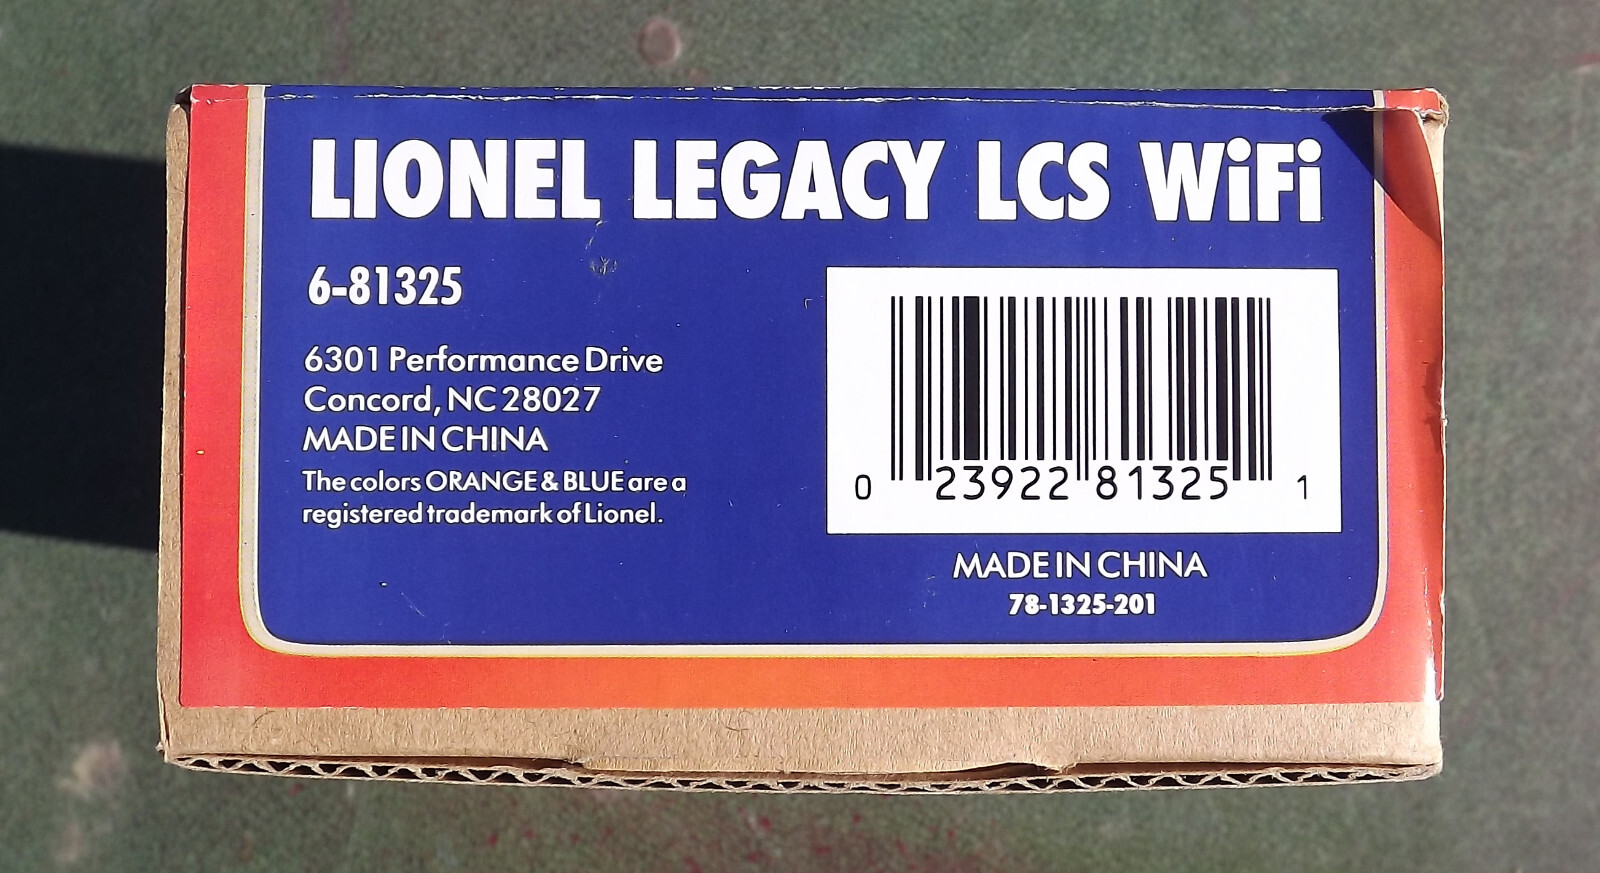 LIONEL LEGACY LCS WiFi
6-81325
6301 Performance Drive
Concord, NC 28027
MADE IN CHINA
The colors ORANGE & BLUE are a
registered trademark of Lionel.
0 23922 81325 1
MADE IN CHINA
78-1325-201